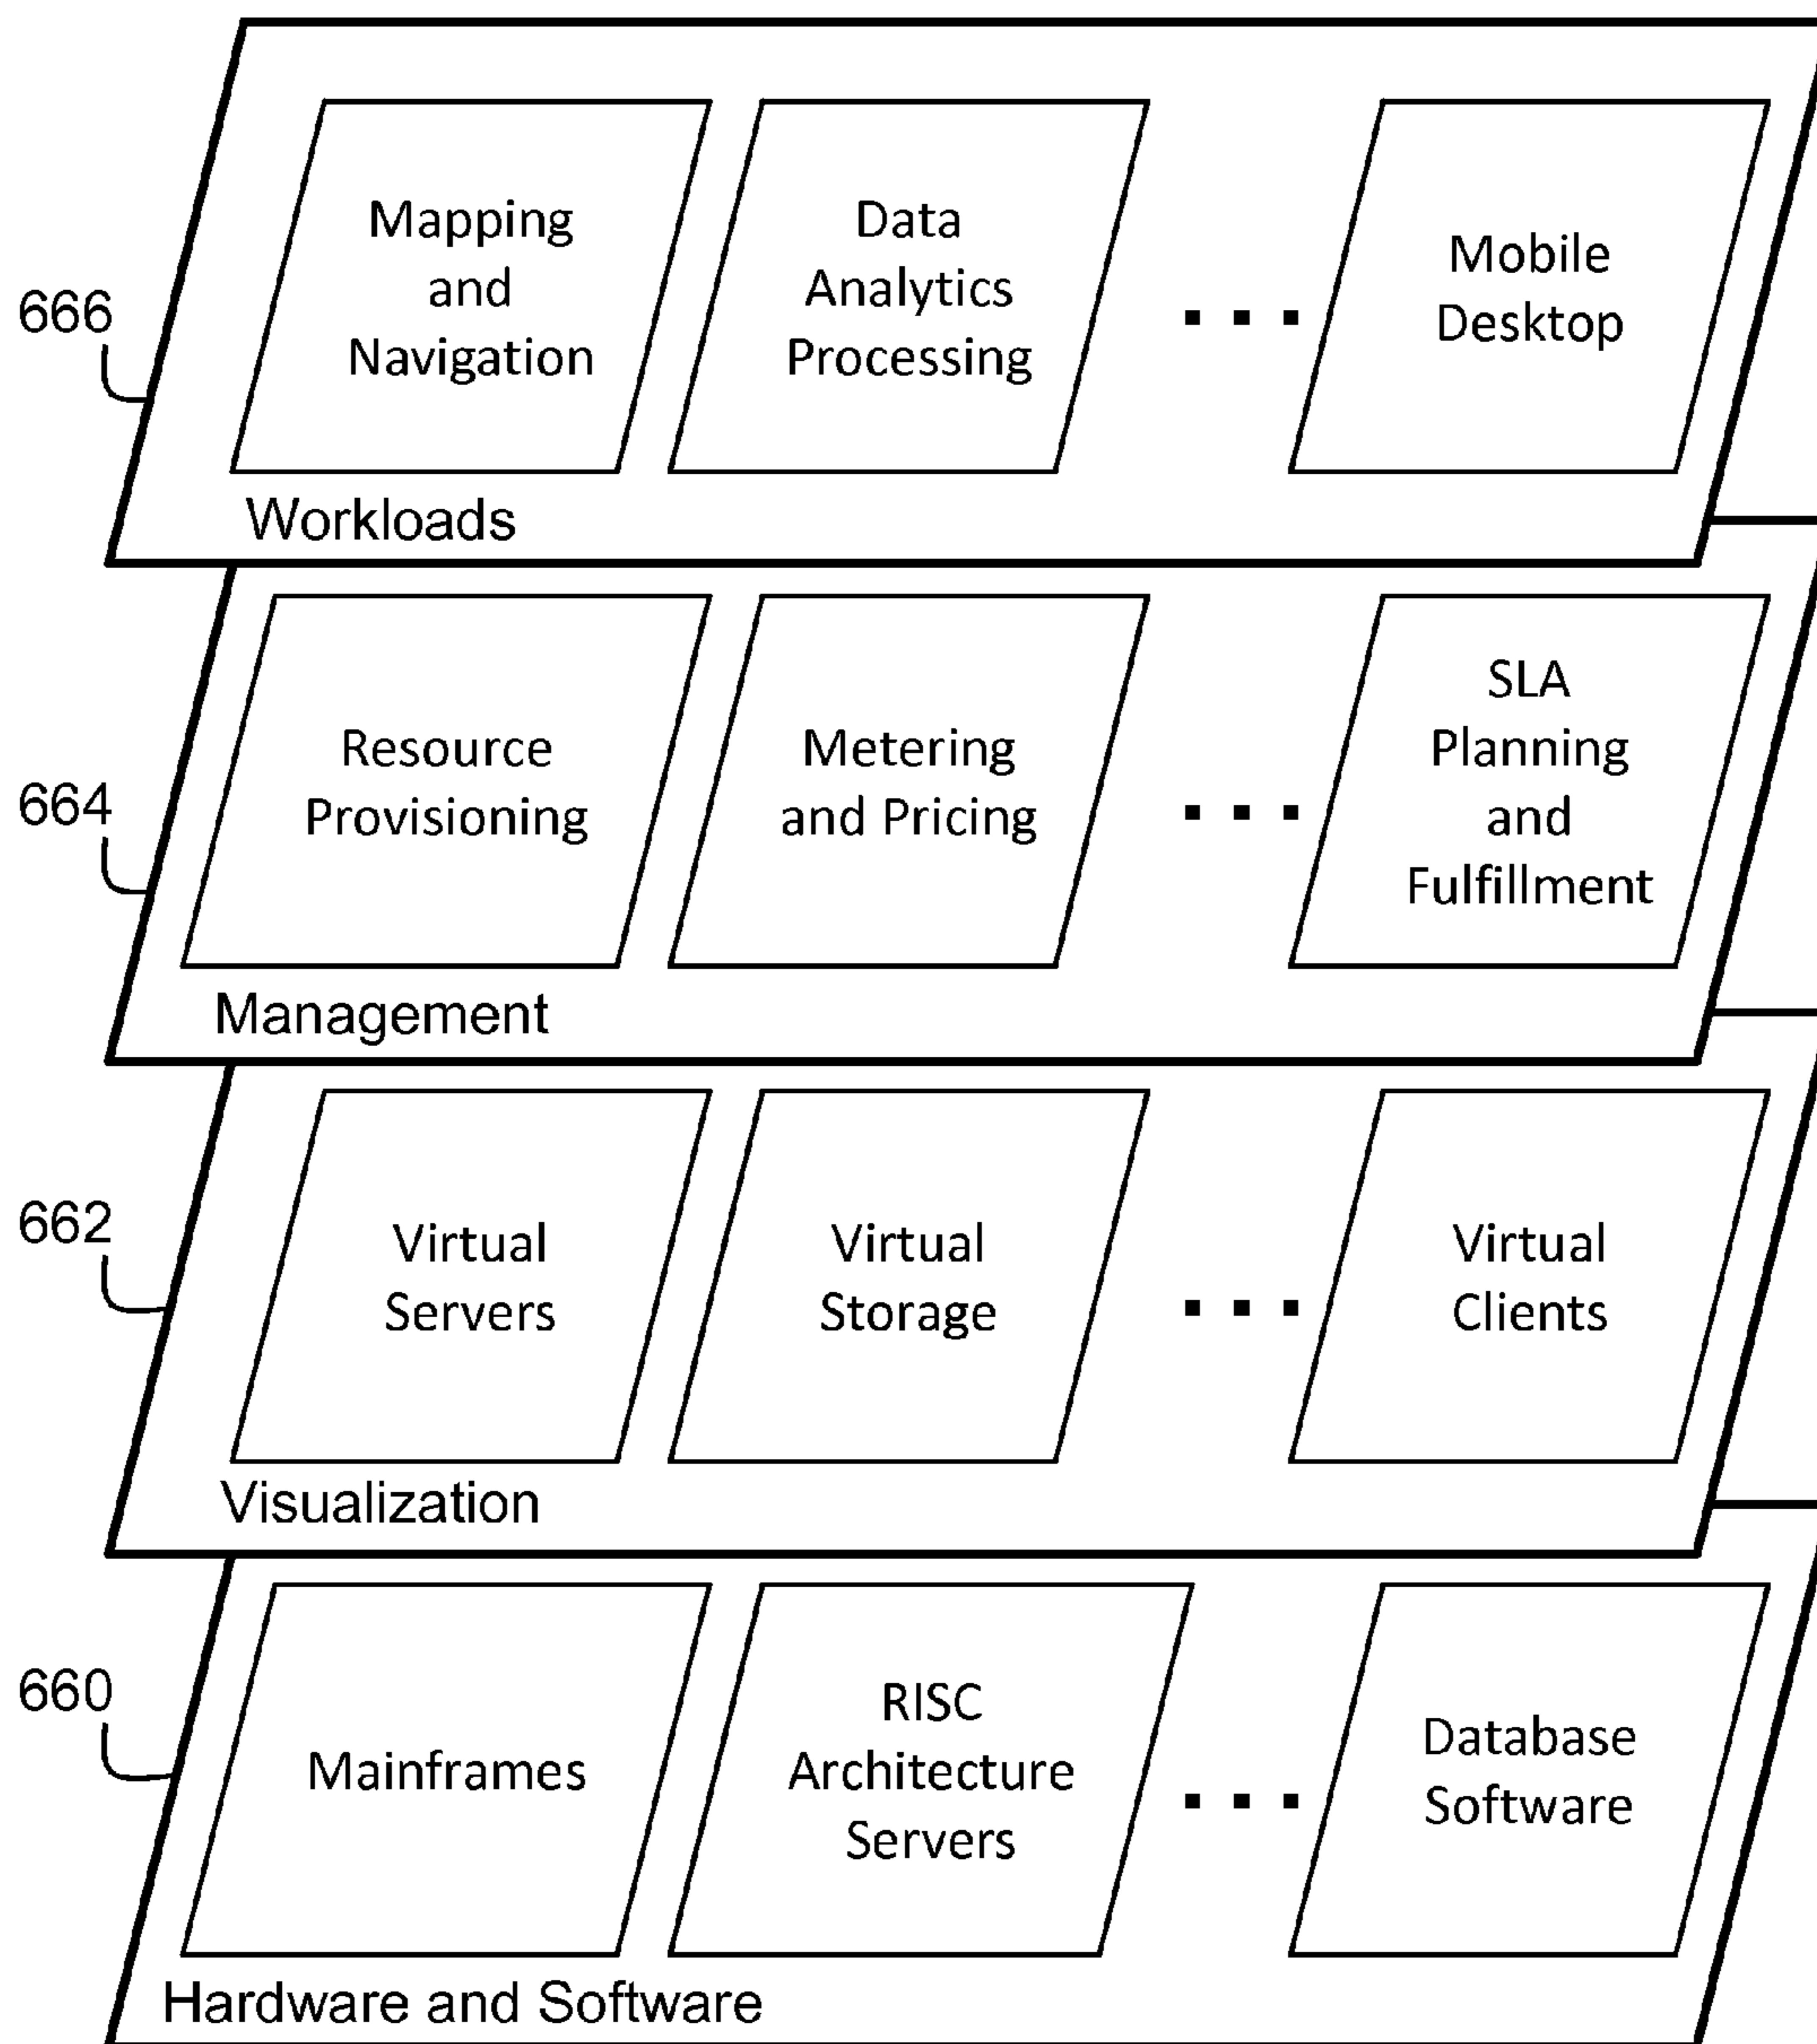 666
Mapping
and
Navigation
Data
Analytics
Processing
Mobile
Desktop
Workloads
664
Resource
Provisioning
Metering
and Pricing
SLA
Planning
and
Fulfillment
Management
662
Virtual
Servers
Virtual
Storage
Virtual
Clients
Visualization
660
Mainframes
RISC
Architecture
Servers
Database
Software
Hardware and Software